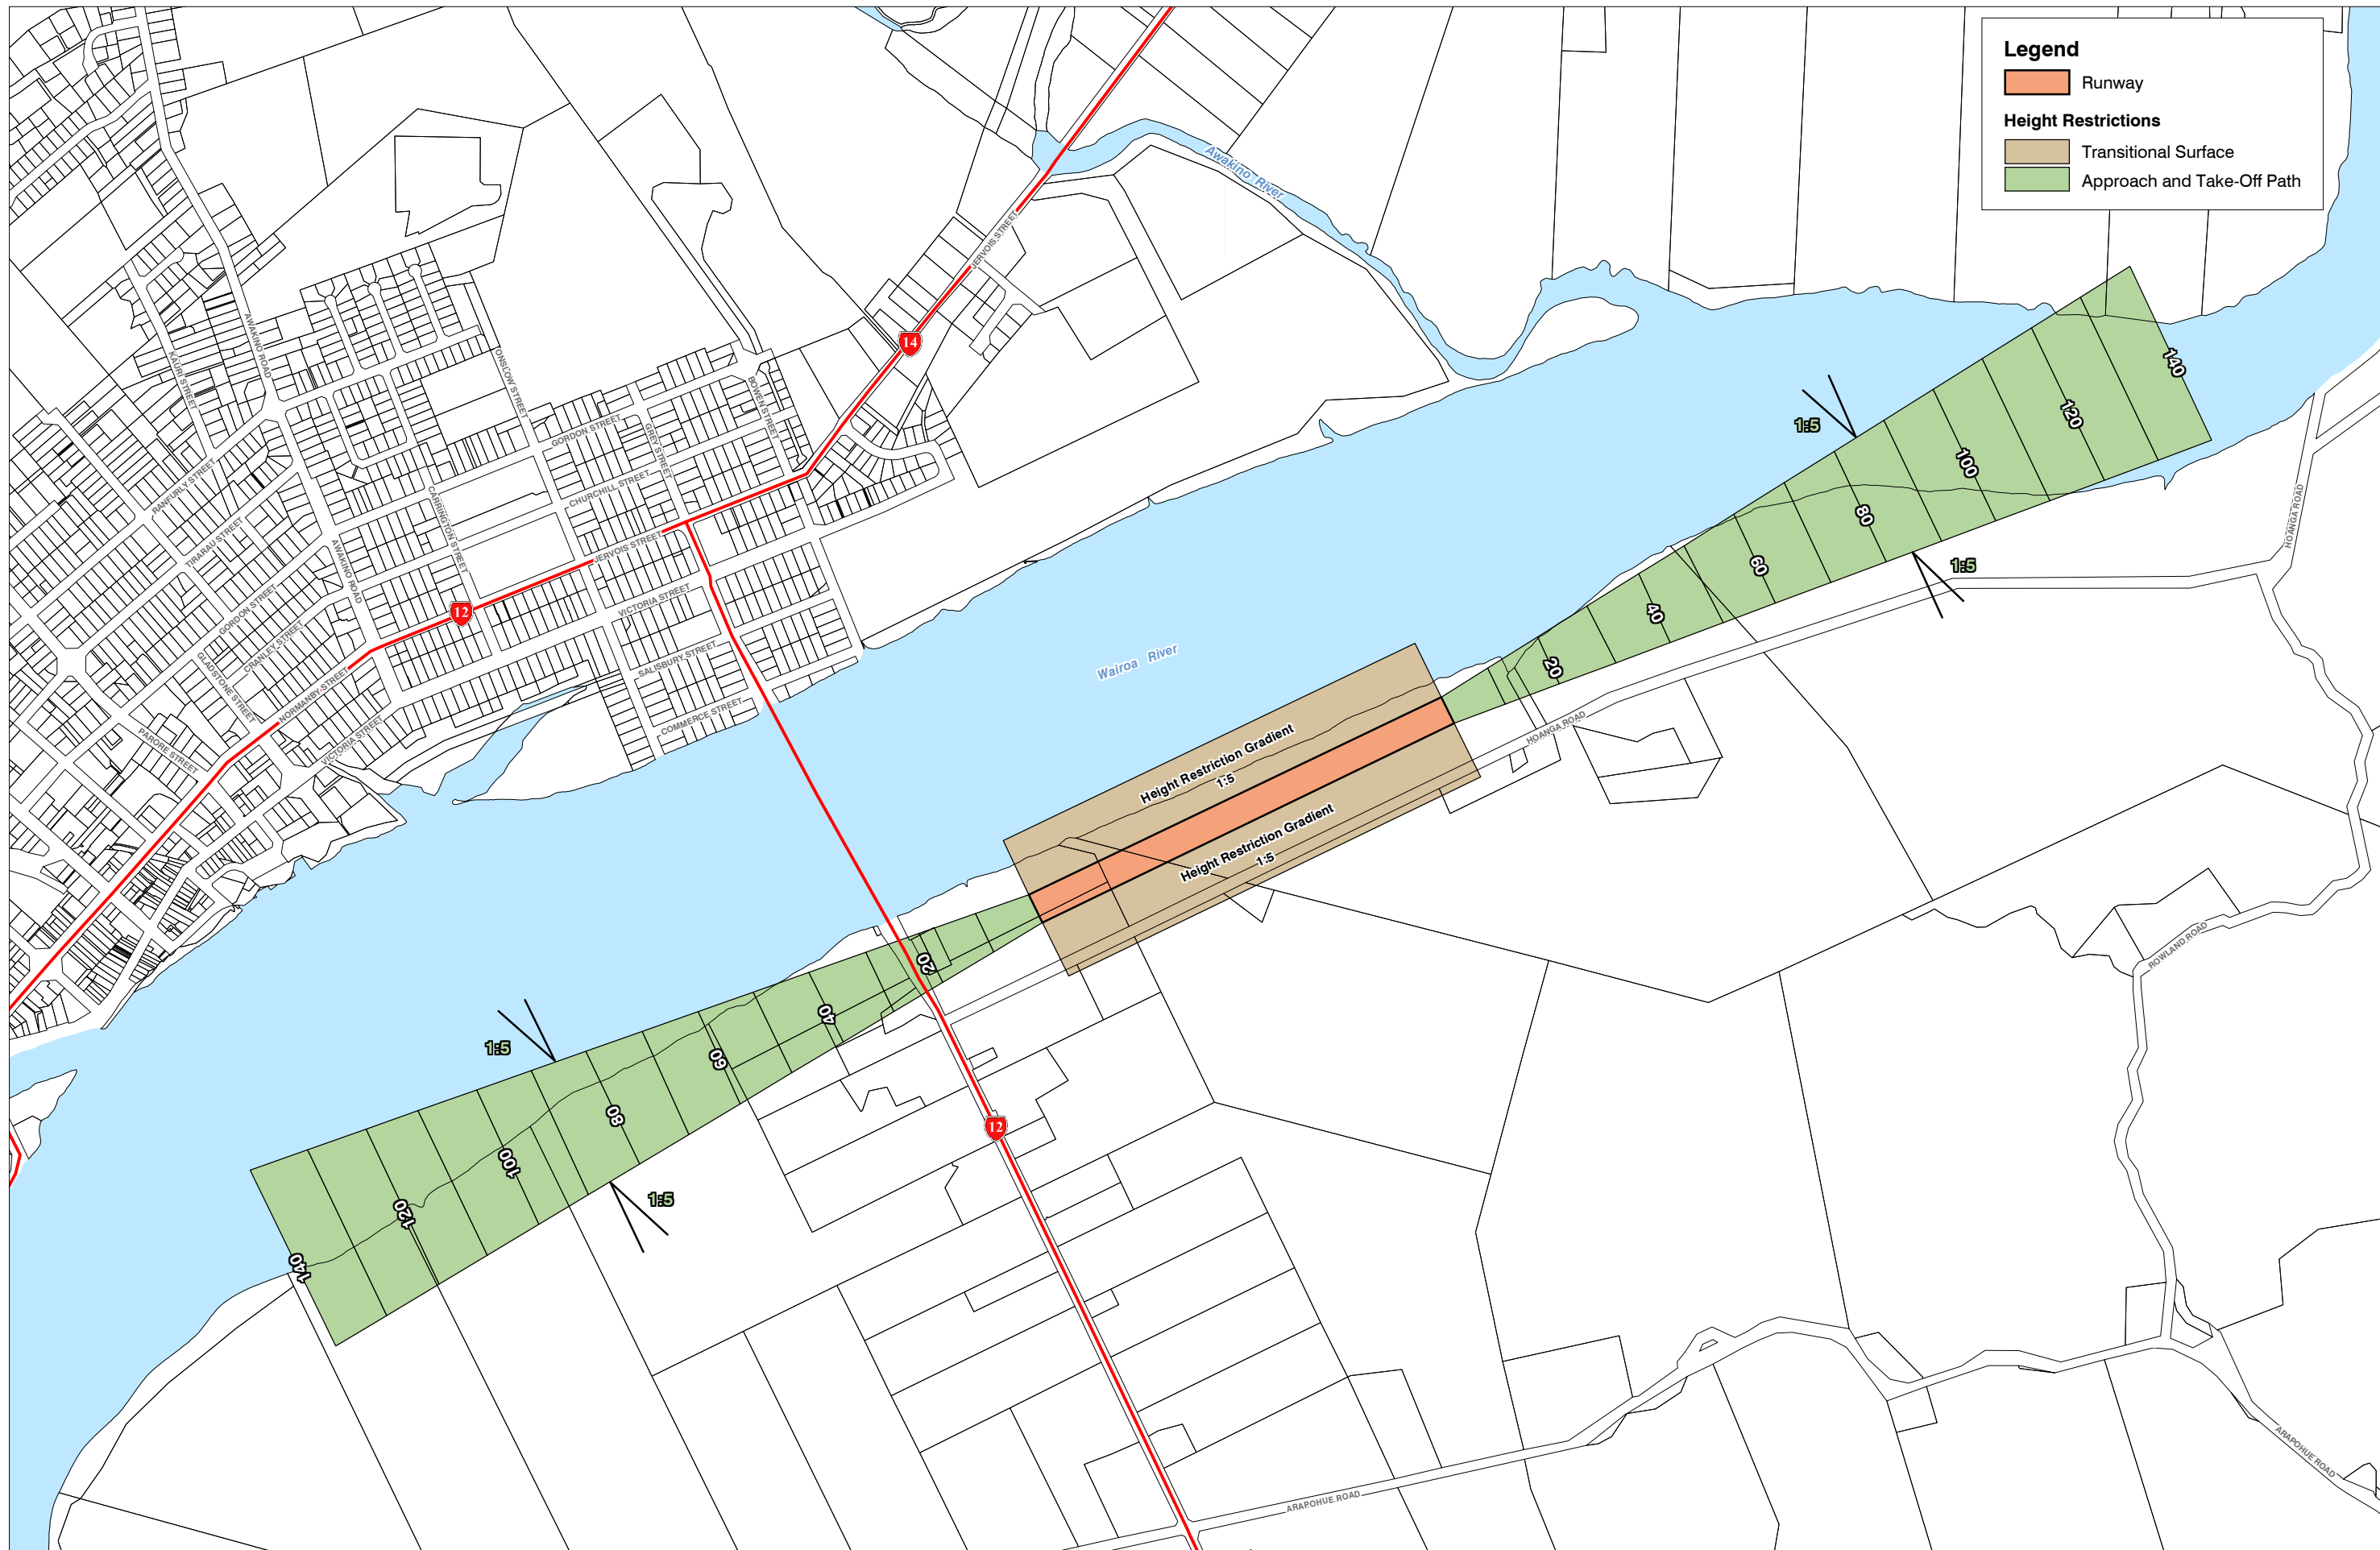 Legend
Runway
Height Restrictions
Transitional Surface
Approach and Take-Off Path
Awakino River
JERVOIS STREET
14
AWAKINO ROAD
KAURI STREET
ONSLOW STREET
BOWEN STREET
GORDON STREET
GREY STREET
CHURCHILL STREET
RANFURLY STREET
CARRINGTON STREET
TIRARAU STREET
AWAKINO ROAD
JERVOIS STREET
12
GORDON STREET
VICTORIA STREET
CRANLEY STREET
GLADSTONE STREET
SALISBURY STREET
NORMANBY STREET
COMMERCE STREET
VICTORIA STREET
PARORE STREET
Wairoa River
140
120
100
80
60
40
20
1:5
1:5
HOANGA ROAD
HOANGA ROAD
Height Restriction Gradient
1:5
Height Restriction Gradient
1:5
20
40
60
80
100
120
140
1:5
1:5
12
ROWLAND ROAD
ARAPOHUE ROAD
ARAPOHUE ROAD